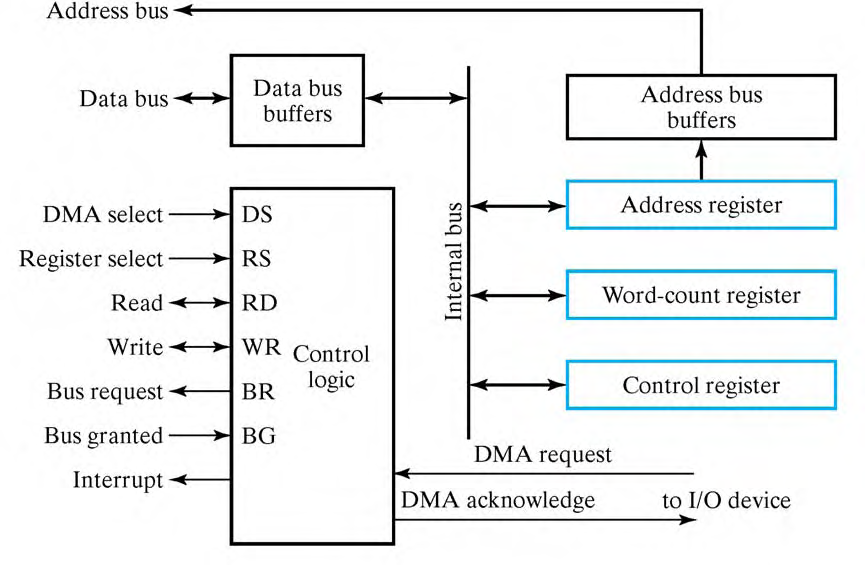 Address bus
Data bus
Data bus
buffers
Address bus
buffers
Internal bus
Address register
Word-count register
Control register
DMA select
DS
Register select
RS
Read
RD
Write
WR
Control
logic
Bus request
BR
Bus granted
BG
Interrupt
DMA request
DMA acknowledge
to I/O device